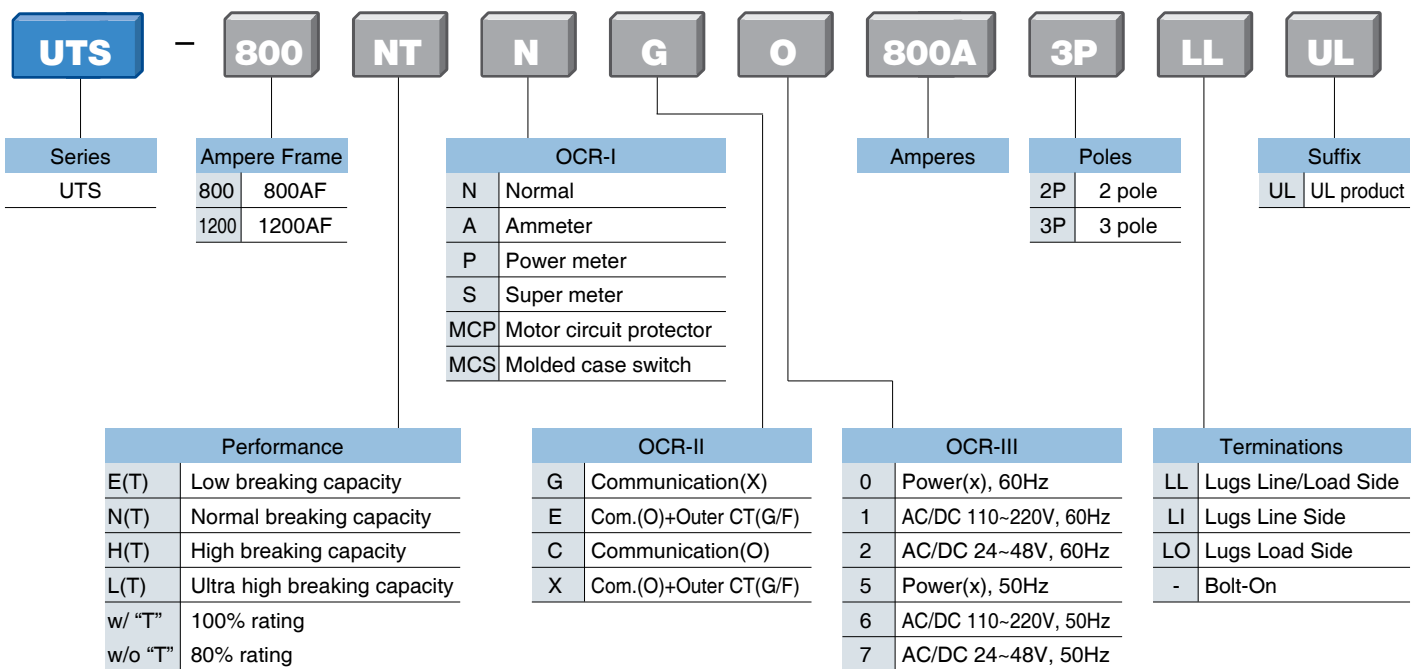 UTS – 800 NT N G O 800A 3P LL UL
Series
UTS
Ampere Frame
800 800AF
1200 1200AF
OCR-I
N Normal
A Ammeter
P Power meter
S Super meter
MCP Motor circuit protector
MCS Molded case switch
Amperes
Poles
2P 2 pole
3P 3 pole
Suffix
UL UL product
Performance
E(T) Low breaking capacity
N(T) Normal breaking capacity
H(T) High breaking capacity
L(T) Ultra high breaking capacity
w/ “T” 100% rating
w/o “T” 80% rating
OCR-II
G Communication(X)
E Com.(O)+Outer CT(G/F)
C Communication(O)
X Com.(O)+Outer CT(G/F)
OCR-III
0 Power(x), 60Hz
1 AC/DC 110~220V, 60Hz
2 AC/DC 24~48V, 60Hz
5 Power(x), 50Hz
6 AC/DC 110~220V, 50Hz
7 AC/DC 24~48V, 50Hz
Terminations
LL Lugs Line/Load Side
LI Lugs Line Side
LO Lugs Load Side
- Bolt-On